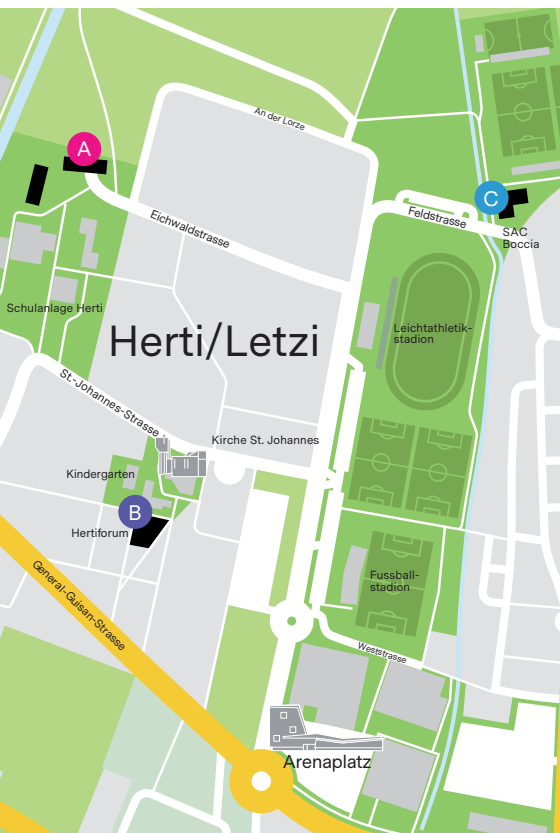 An der Lorze
A
C
Eichwaldstrasse
Feldstrasse
SAC
Boccia
Schulanlage Herti
Leichtathletik-
stadion
Herti/Letzi
St.-Johannes-Strasse
Kirche St. Johannes
Kindergarten
B
Hertiforum
General-Guisan-Strasse
Fussball-
stadion
Weststrasse
Arenaplatz